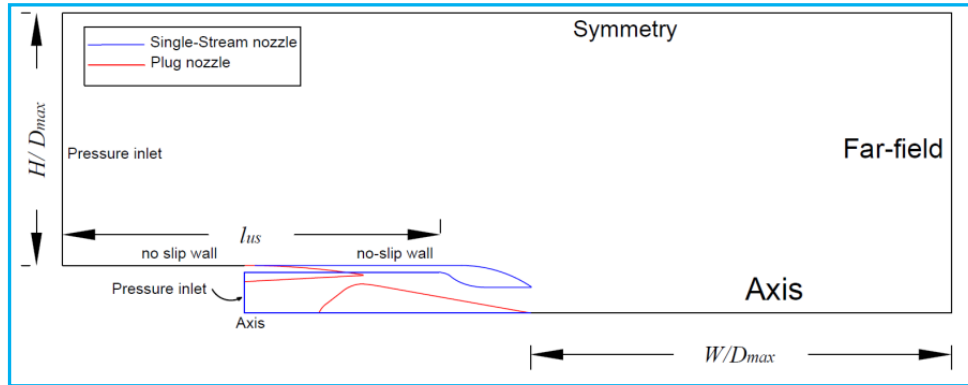 Symmetry
Single-Stream nozzle
Plug nozzle
H/ Dmax
Pressure inlet
Far-field
lus
no slip wall
no-slip wall
Pressure inlet
Axis
Axis
W/Dmax